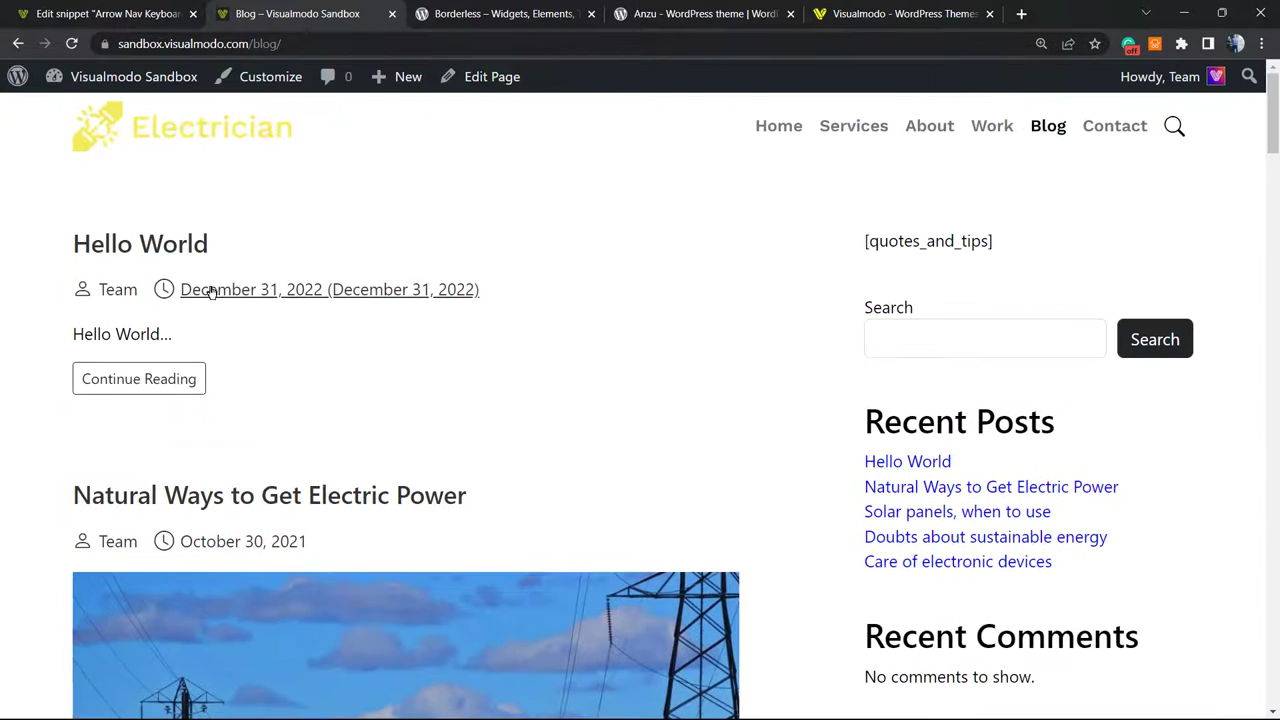 Edit snippet "Arrow Nav Keyboar
Blog – Visualmodo Sandbox
Borderless – Widgets, Elements, T
Anzu - WordPress theme | Word
Visualmodo - WordPress Themes
sandbox.visualmodo.com/blog/
off
Visualmodo Sandbox
Customize
0
New
Edit Page
Howdy, Team
Electrician
Home
Services
About
Work
Blog
Contact
Hello World
Team
December 31, 2022 (December 31, 2022)
Hello World...
Continue Reading
Natural Ways to Get Electric Power
Team
October 30, 2021
[quotes_and_tips]
Search
Search
Recent Posts
Hello World
Natural Ways to Get Electric Power
Solar panels, when to use
Doubts about sustainable energy
Care of electronic devices
Recent Comments
No comments to show.